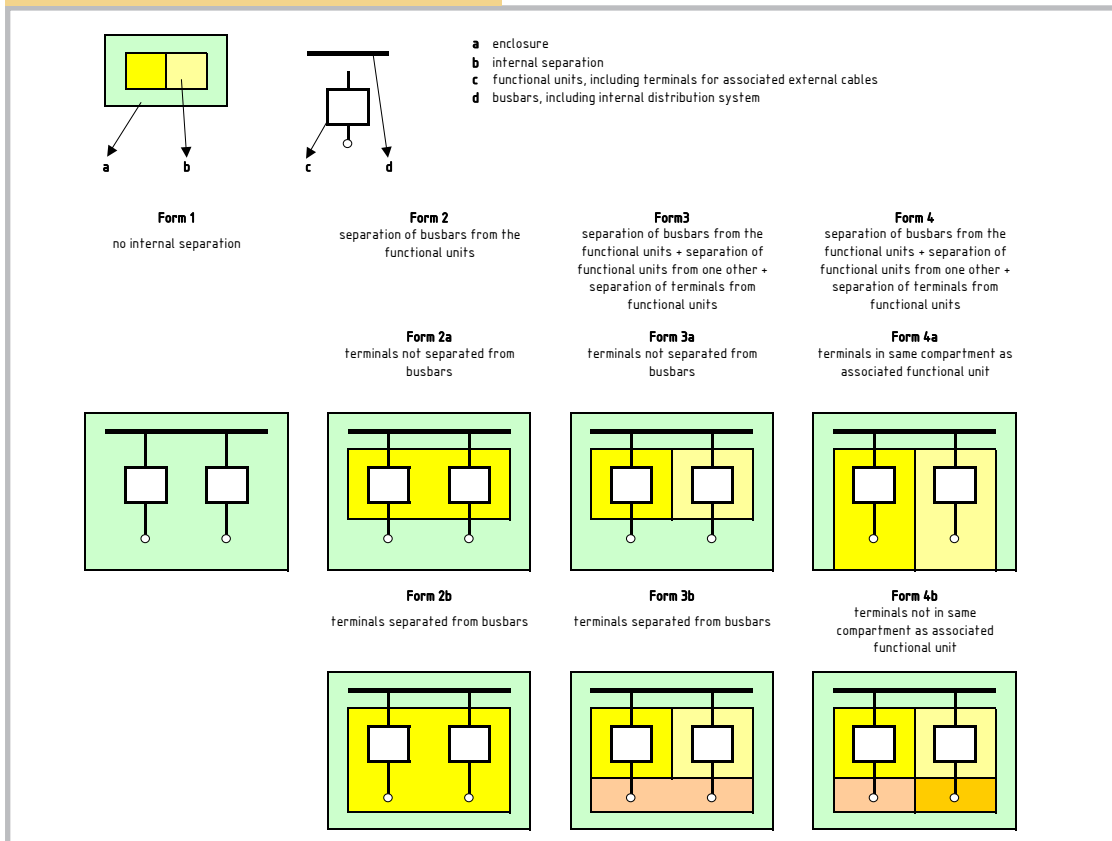 a enclosure
b internal separation
c functional units, including terminals for associated external cables
d busbars, including internal distribution system
a
b
c
d
Form 1
no internal separation
Form 2
separation of busbars from the
functional units
Form3
separation of busbars from the
functional units + separation of
functional units from one other +
separation of terminals from
functional units
Form 4
separation of busbars from the
functional units + separation of
functional units from one other +
separation of terminals from
functional units
Form 2a
terminals not separated from
busbars
Form 3a
terminals not separated from
busbars
Form 4a
terminals in same compartment as
associated functional unit
Form 2b
terminals separated from busbars
Form 3b
terminals separated from busbars
Form 4b
terminals not in same
compartment as associated
functional unit